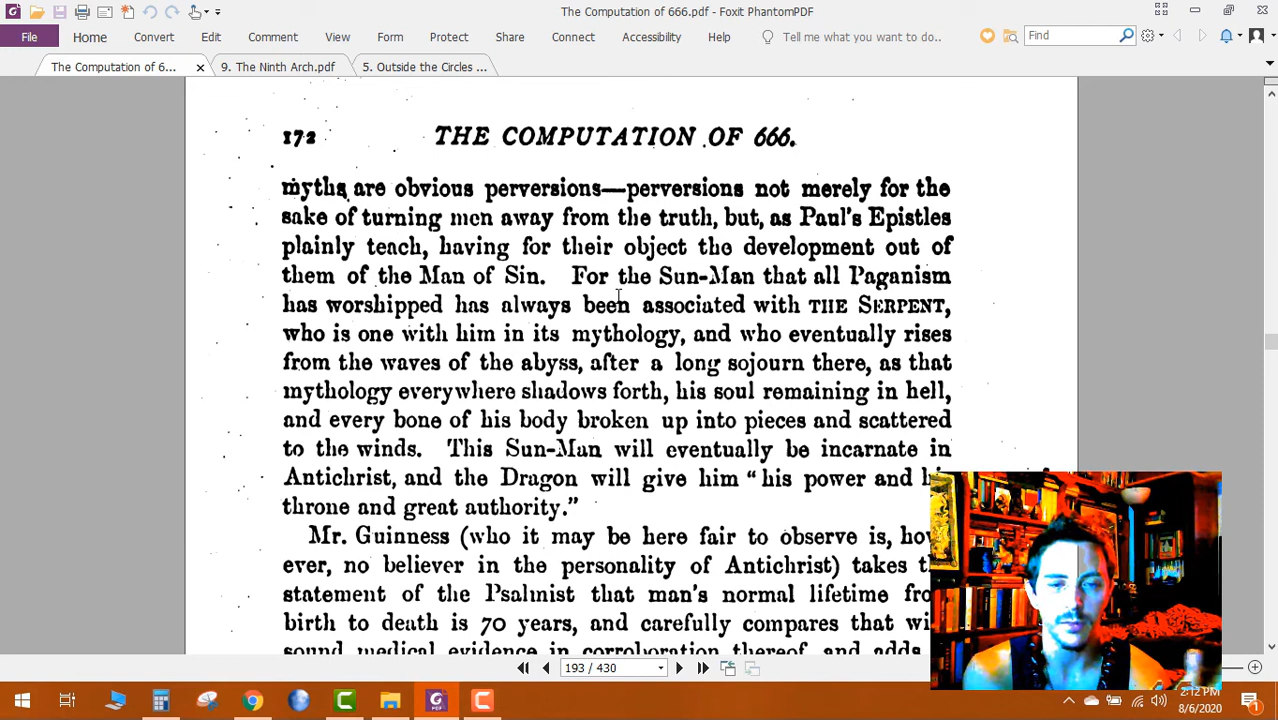 The Computation of 666.pdf - Foxit PhantomPDF
File Home Convert Edit Comment View Form Protect Share Connect Accessibility Help Tell me what you want to do.. Find
The Computation of 6... 9. The Ninth Arch.pdf 5. Outside the Circles ...
172 THE COMPUTATION OF 666.
myths are obvious perversions—perversions not merely for the
sake of turning men away from the truth, but, as Paul's Epistles
plainly teach, having for their object the development out of
them of the Man of Sin. For the Sun-Man that all Paganism
has worshipped has always been associated with THE SERPENT,
who is one with him in its mythology, and who eventually rises
from the waves of the abyss, after a long sojourn there, as that
mythology everywhere shadows forth, his soul remaining in hell,
and every bone of his body broken up into pieces and scattered
to the winds. This Sun-Man will eventually be incarnate in
Antichrist, and the Dragon will give him "his power and
throne and great authority."
Mr. Guinness (who it may be here fair to observe is,
ever, no believer in the personality of Antichrist) takes
statement of the Psalmist that man's normal lifetime
birth to death is 70 years, and carefully compares that
sound medical evidence in corroboration thereof, and adds
193 / 430
2:12 PM
8/6/2020